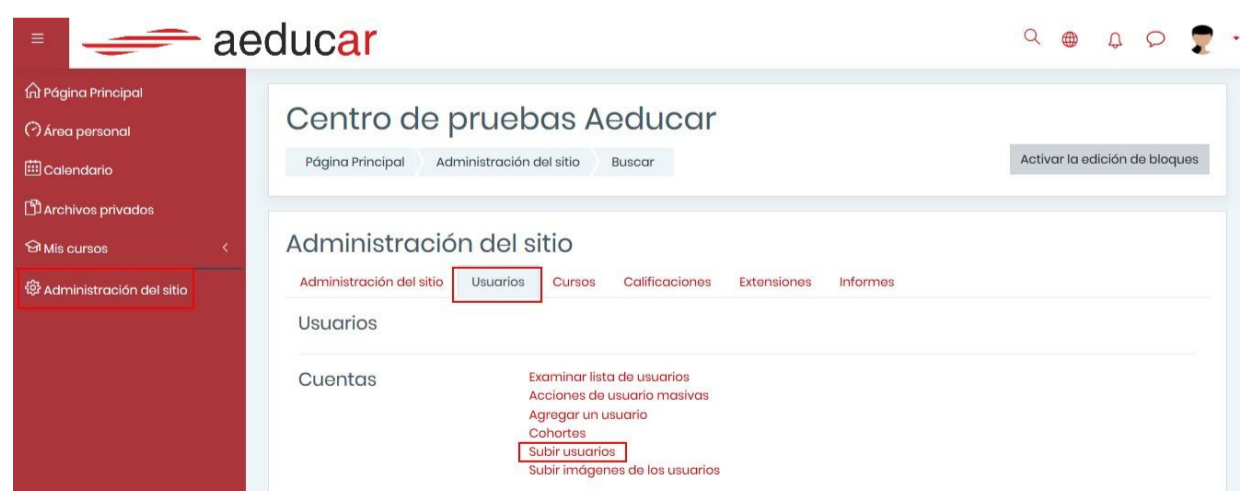 aeducar
Página Principal
Área personal
Calendario
Archivos privados
Mis cursos
Administración del sitio
Centro de pruebas Aeducar
Página Principal Administración del sitio Buscar
Activar la edición de bloques
Administración del sitio
Administración del sitio Usuarios Cursos Calificaciones Extensiones Informes
Usuarios
Cuentas
Examinar lista de usuarios
Acciones de usuario masivas
Agregar un usuario
Cohortes
Subir usuarios
Subir imágenes de los usuarios